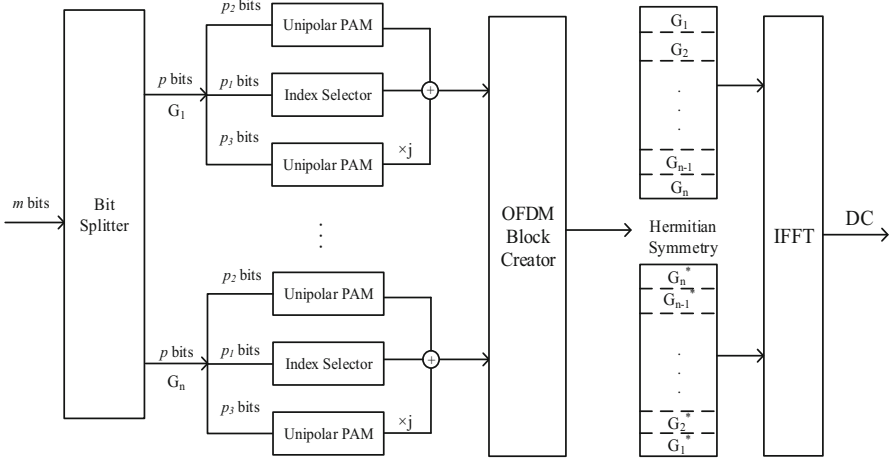 m bits
Bit
Splitter
p bits
G1
p2 bits
Unipolar PAM
p1 bits
Index Selector
+
p3 bits
Unipolar PAM
×j
p bits
Gn
p2 bits
Unipolar PAM
p1 bits
Index Selector
+
p3 bits
Unipolar PAM
×j
OFDM
Block
Creator
G1
G2
Gn-1
Gn
Hermitian
Symmetry
Gn*
Gn-1*
G2*
G1*
IFFT
DC